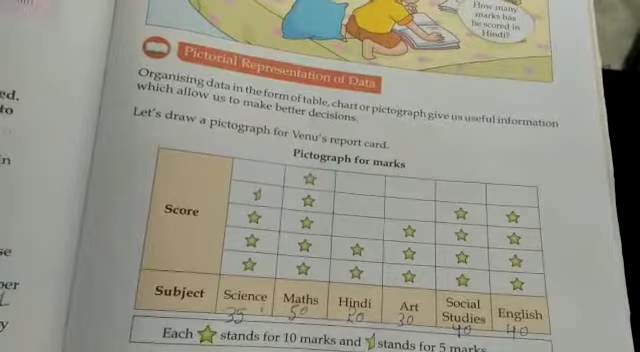 How many
marks has
he scored in
Hindi?
Pictorial Representation of Data
Organising data in the form of table, chart or pictograph give us useful information
which allow us to make better decisions.
Let's draw a pictograph for Venu's report card.
Pictograph for marks
Score
Subject Science Maths Hindi Art Social Studies English
35 50 20 30 40 40
Each stands for 10 marks and stands for 5 marks
ed.
to
in
se
per
y